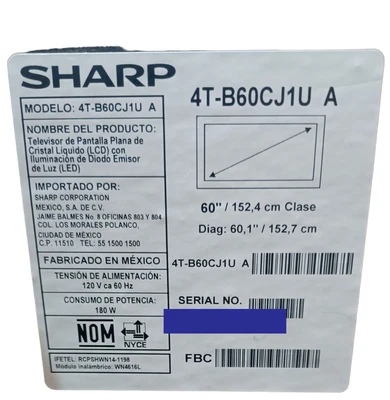 SHARP
MODELO: 4T-B60CJ1U A
NOMBRE DEL PRODUCTO:
Televisor de Pantalla Plana de
Cristal Liquido (LCD) con
Iluminación de Diodo Emisor
de Luz (LED)
IMPORTADO POR:
SHARP CORPORATION
MEXICO, S.A. DE C.V.
JAIME BALMES No. 8 OFICINAS 803 y 804
COL. LOS MORALES POLANCO,
CIUDAD DE MÉXICO
C.P. 11510 TEL: 55 1500 1500
FABRICADO EN MÉXICO
TENSIÓN DE ALIMENTACIÓN:
120 V ca 60 Hz
CONSUMO DE POTENCIA:
180 W
NOM
NYCE
IFETEL: RCPSHWN14-1198
Módulo inalámbrico: WN4616L
4T-B60CJ1U A
60" / 152,4 cm Clase
Diag: 60,1" / 152,7 cm
4T-B60CJ1U A
SERIAL NO.
FBC